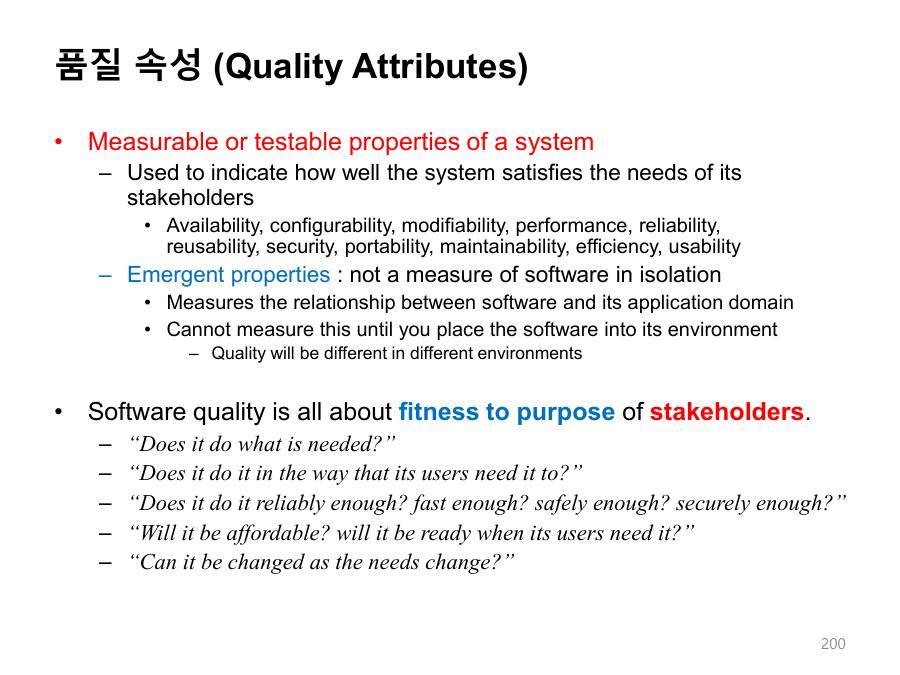 품질 속성 (Quality Attributes)
• Measurable or testable properties of a system
– Used to indicate how well the system satisfies the needs of its
stakeholders
• Availability, configurability, modifiability, performance, reliability,
reusability, security, portability, maintainability, efficiency, usability
– Emergent properties : not a measure of software in isolation
• Measures the relationship between software and its application domain
• Cannot measure this until you place the software into its environment
– Quality will be different in different environments
• Software quality is all about fitness to purpose of stakeholders.
– “Does it do what is needed?”
– “Does it do it in the way that its users need it to?”
– “Does it do it reliably enough? fast enough? safely enough? securely enough?”
– “Will it be affordable? will it be ready when its users need it?”
– “Can it be changed as the needs change?”
200